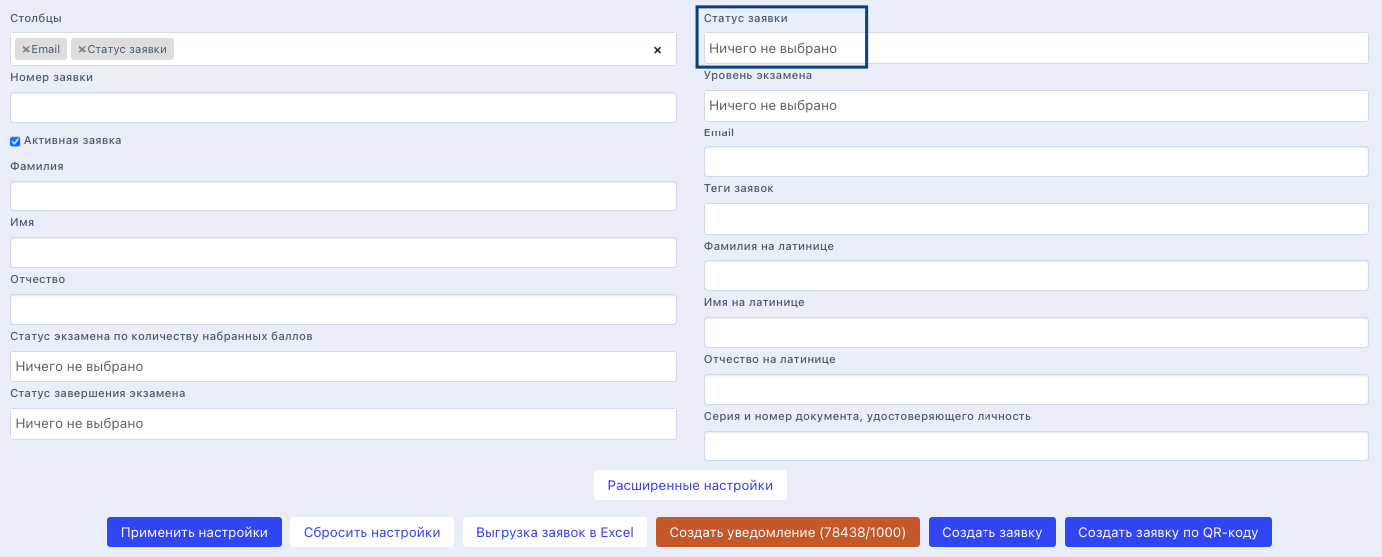 Столбцы
×Email ×Статус заявки ×
Номер заявки
Активная заявка
Фамилия
Имя
Отчество
Статус экзамена по количеству набранных баллов
Ничего не выбрано
Статус завершения экзамена
Ничего не выбрано
Статус заявки
Ничего не выбрано
Уровень экзамена
Ничего не выбрано
Email
Теги заявок
Фамилия на латинице
Имя на латинице
Отчество на латинице
Серия и номер документа, удостоверяющего личность
Расширенные настройки
Применить настройки Сбросить настройки Выгрузка заявок в Excel Создать уведомление (78438/1000) Создать заявку Создать заявку по QR-коду